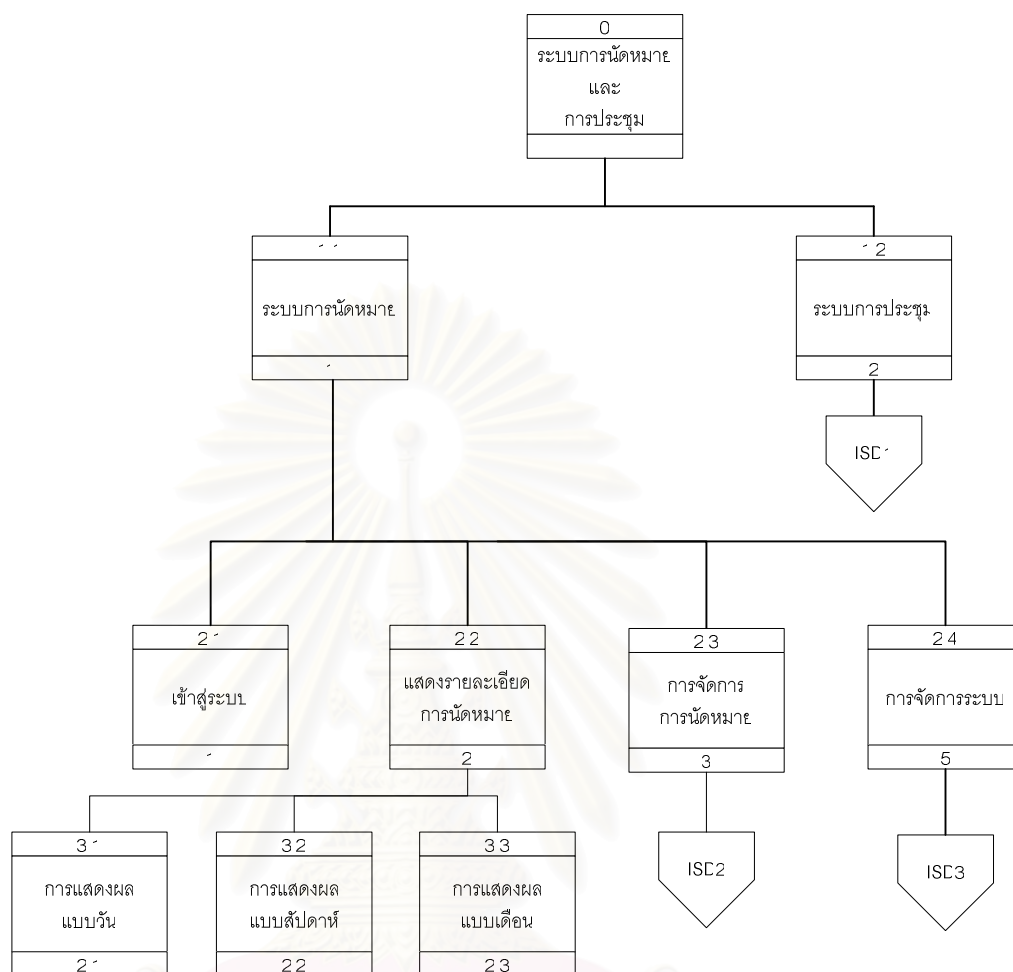 0
ระบบการนัดหมาย
และ
การประชุม
ระบบการนัดหมาย
2
ระบบการประชุม
2
ISD
2
เข้าสู่ระบบ
22
แสดงรายละเอียด
การนัดหมาย
2
23
การจัดการ
การนัดหมาย
3
24
การจัดการระบบ
5
3
การแสดงผล
แบบวัน
2
32
การแสดงผล
แบบสัปดาห์
22
33
การแสดงผล
แบบเดือน
23
ISD2
ISD3